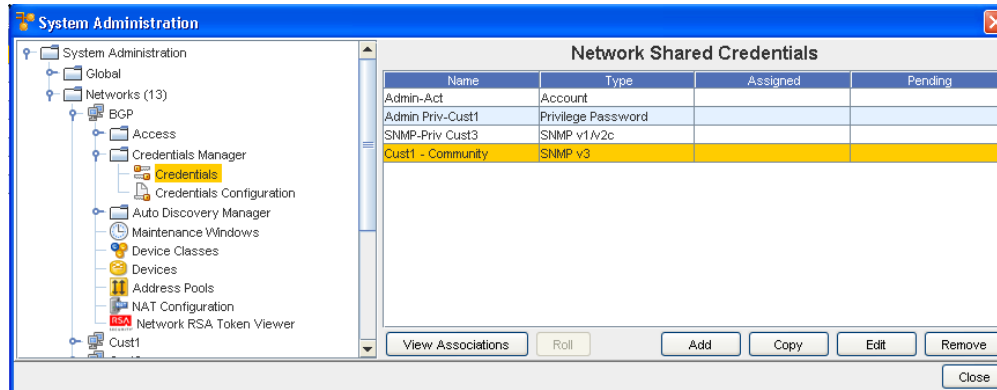 System Administration
System Administration
Global
Networks (13)
BGP
Access
Credentials Manager
Credentials
Credentials Configuration
Auto Discovery Manager
Maintenance Windows
Device Classes
Devices
Address Pools
NAT Configuration
RSA Network RSA Token Viewer
Cust1
Network Shared Credentials
Name Type Assigned Pending
Admin-Act Account
Admin Priv-Cust1 Privilege Password
SNMP-Priv Cust3 SNMP v1/v2c
Cust1 - Community SNMP v3
View Associations Roll Add Copy Edit Remove
Close